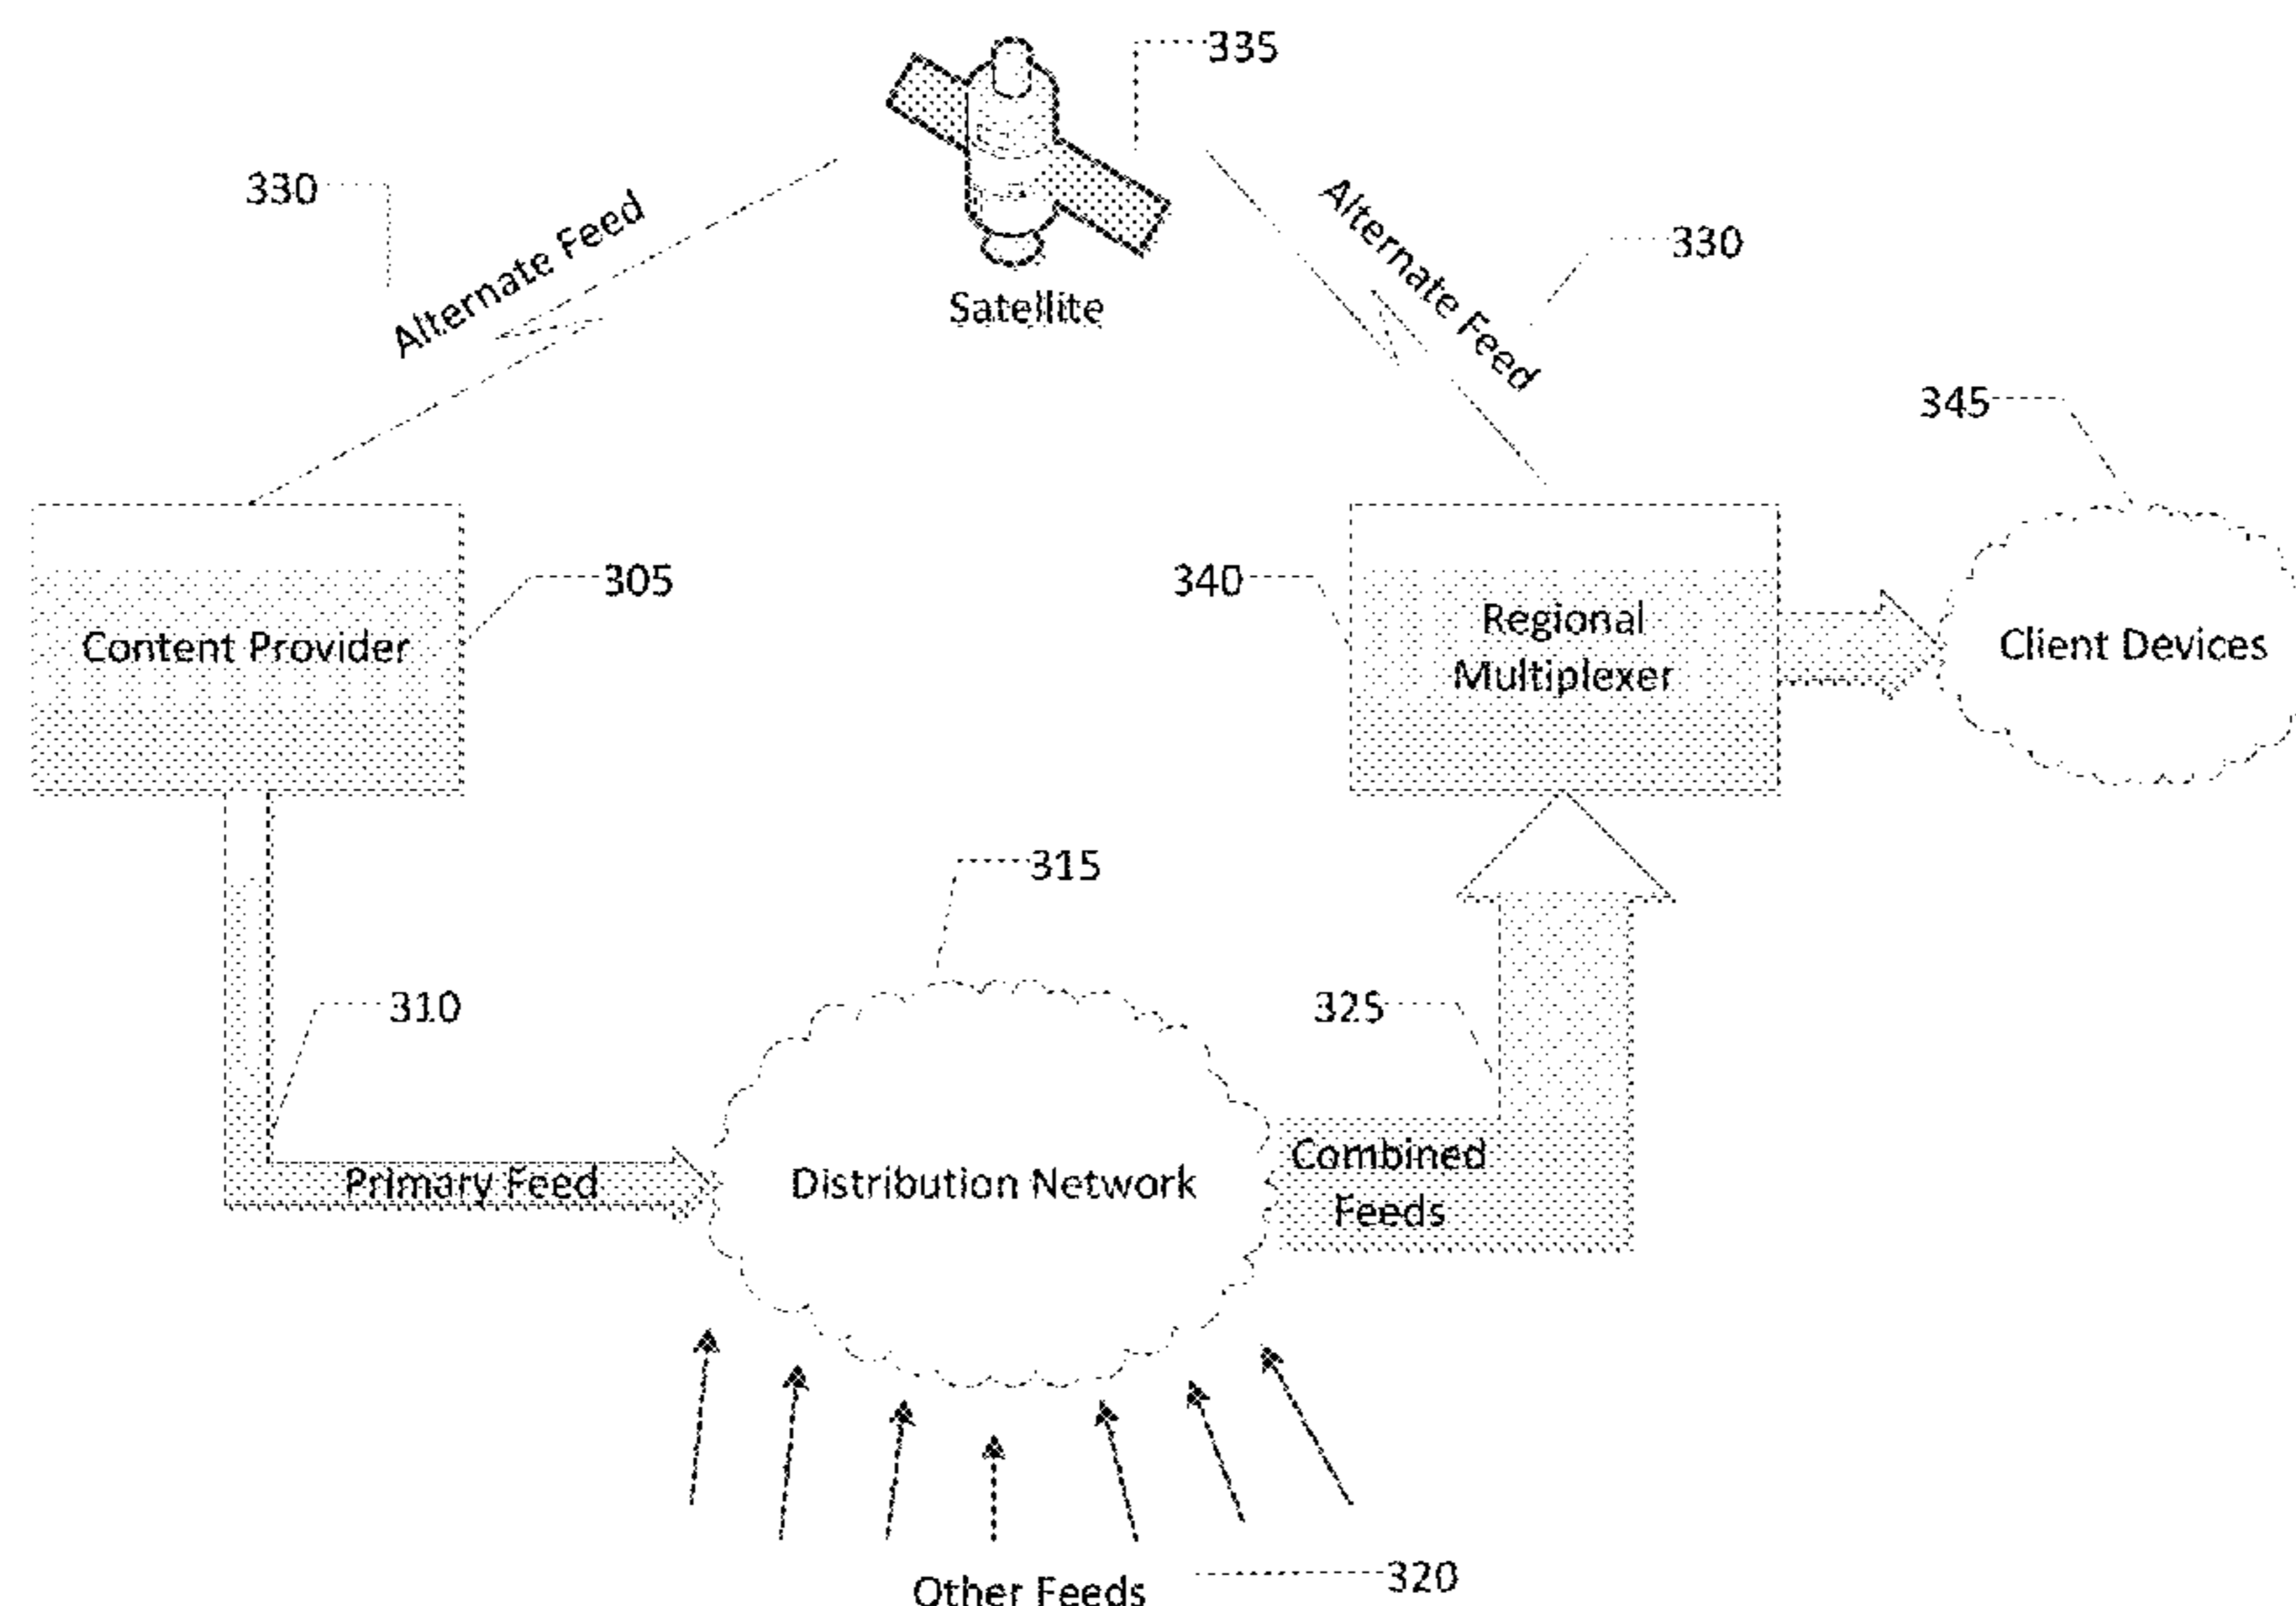 335
330
Alternate Feed
Satellite
Alternate Feed
330
345
Content Provider
305
340
Regional
Multiplexer
Client Devices
310
315
325
Primary Feed
Distribution Network
Combined
Feeds
Other Feeds
320